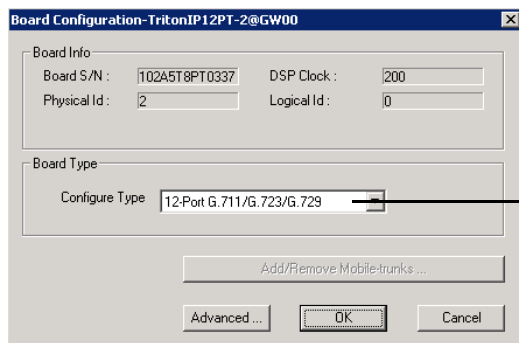 Board Configuration-TritonIP12PT-2@GW00
Board Info
Board S/N : 102A5T8PT0337 DSP Clock : 200
Physical Id : 2 Logical Id : 0
Board Type
Configure Type 12-Port G.711/G.723/G.729
Add/Remove Mobile-trunks ...
Advanced ... OK Cancel